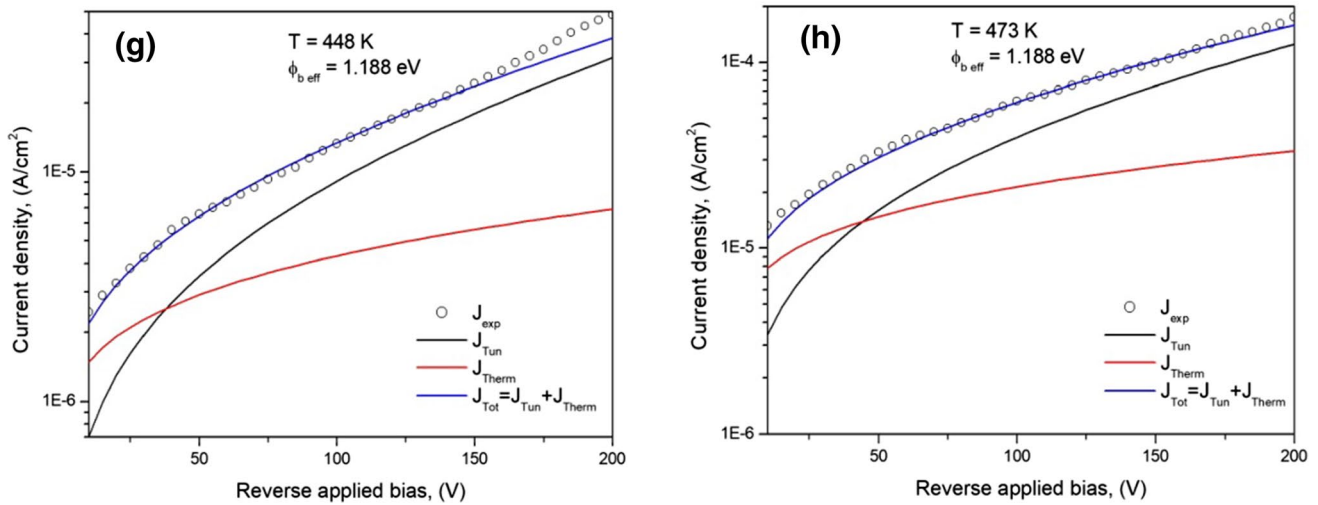 (g)
T = 448 K
ϕb eff = 1.188 eV
1E-5
1E-6
Current density, (A/cm²)
Jexp
JTun
JTherm
JTot=JTun+JTherm
50 100 150 200
Reverse applied bias, (V)
(h)
T = 473 K
ϕb eff = 1.188 eV
1E-4
1E-5
1E-6
Current density, (A/cm²)
Jexp
JTun
JTherm
JTot=JTun+JTherm
50 100 150 200
Reverse applied bias, (V)